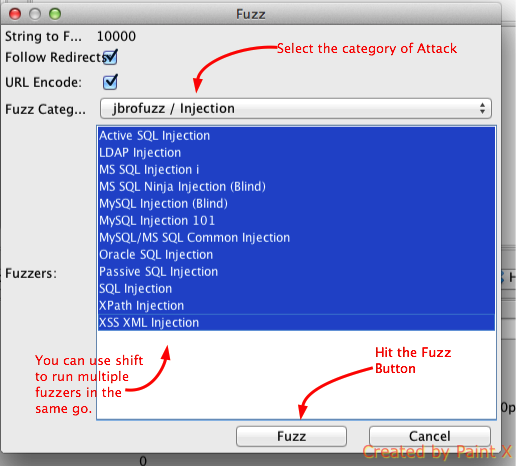 Fuzz
String to F... 10000
Select the category of Attack
Follow Redirects
URL Encode:
Fuzz Categ... jbrofuzz / Injection
Active SQL Injection
LDAP Injection
MS SQL Injection i
MS SQL Ninja Injection (Blind)
MySQL Injection (Blind)
MySQL Injection 101
MySQL/MS SQL Common Injection
Oracle SQL Injection
Passive SQL Injection
Fuzzers:
SQL Injection
XPath Injection
XSS XML Injection
You can use shift
to run multiple
fuzzers in the
same go.
Hit the Fuzz
Button
Fuzz
Cancel
Created by Paint X
H
0p
0